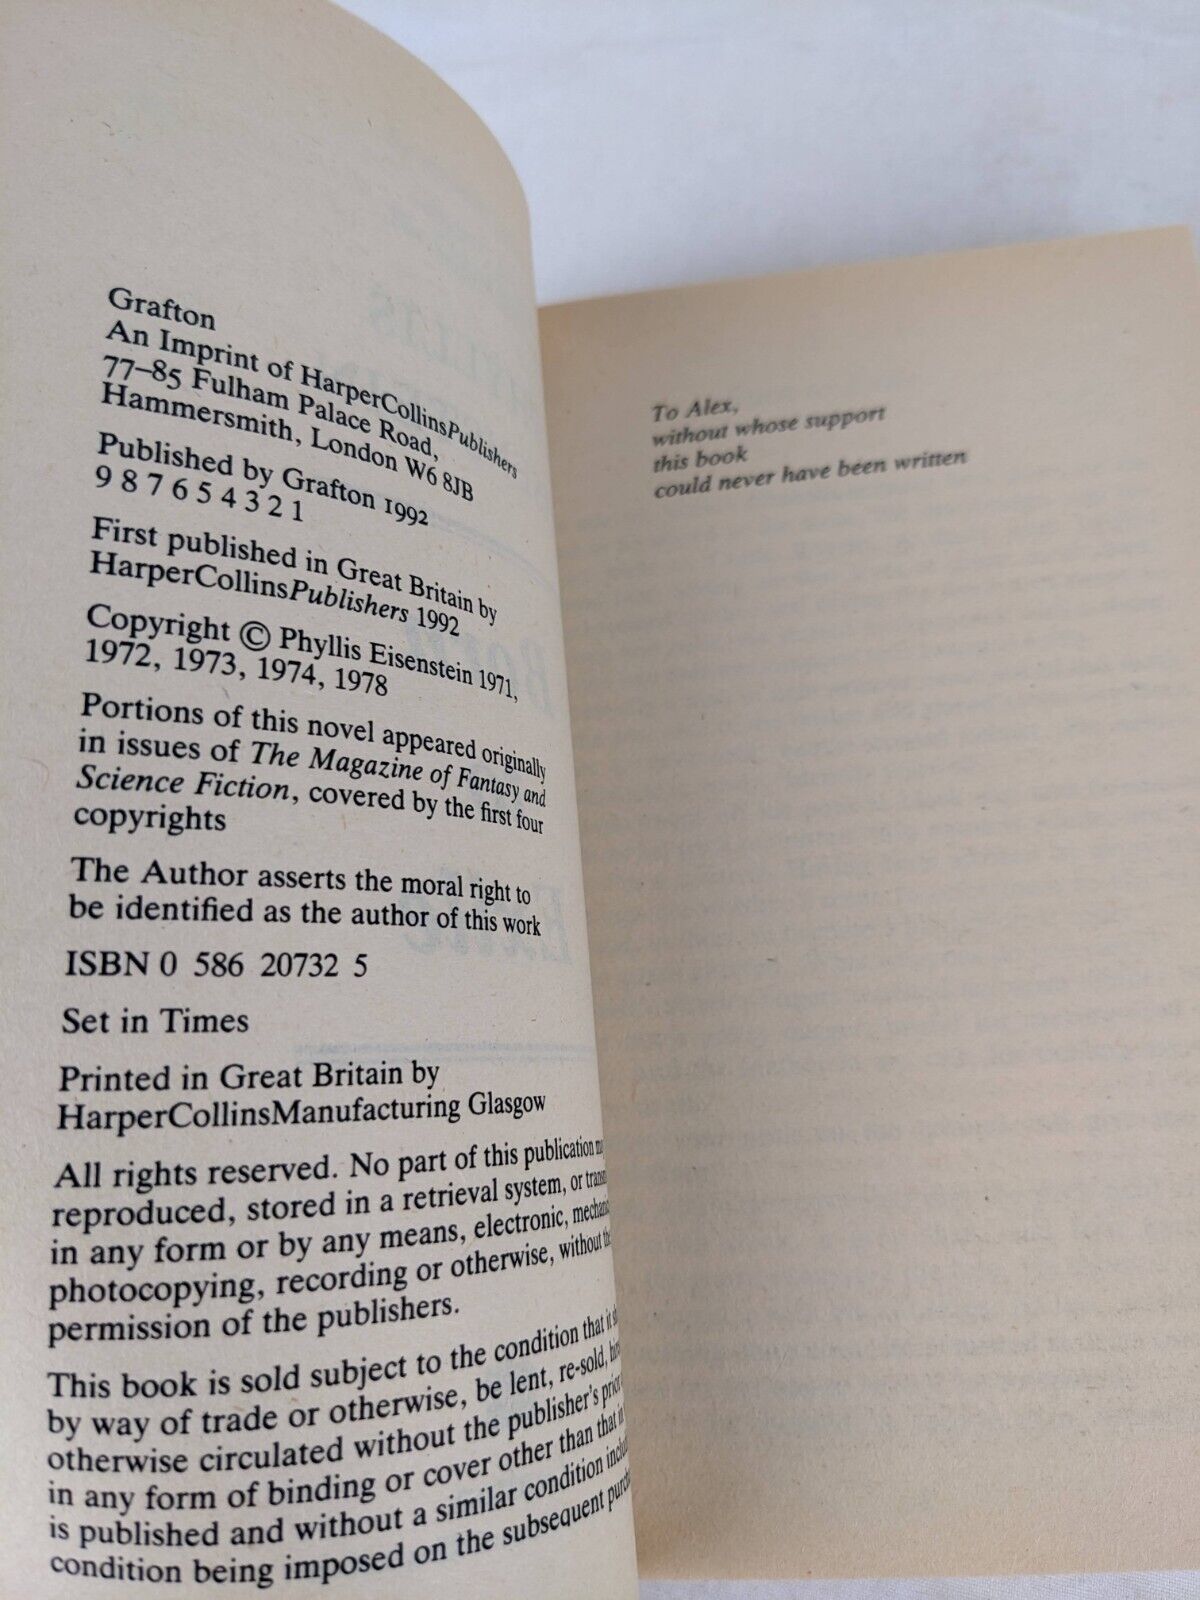 Grafton
An Imprint of HarperCollinsPublishers
77–85 Fulham Palace Road,
Hammersmith, London W6 8JB
Published by Grafton 1992
9 8 7 6 5 4 3 2 1
First published in Great Britain by
HarperCollinsPublishers 1992
Copyright © Phyllis Eisenstein 1971,
1972, 1973, 1974, 1978
Portions of this novel appeared originally
in issues of The Magazine of Fantasy and
Science Fiction, covered by the first four
copyrights
The Author asserts the moral right to
be identified as the author of this work
ISBN 0 586 20732 5
Set in Times
Printed in Great Britain by
HarperCollinsManufacturing Glasgow
All rights reserved. No part of this publication
reproduced, stored in a retrieval system, or
in any form or by any means, electronic,
photocopying, recording or otherwise, without
permission of the publishers.
This book is sold subject to the condition that it
by way of trade or otherwise, be lent, re-sold,
otherwise circulated without the publisher's prior
in any form of binding or cover other than that in
is published and without a similar condition
condition being imposed on the subsequent
To Alex,
without whose support
this book
could never have been written